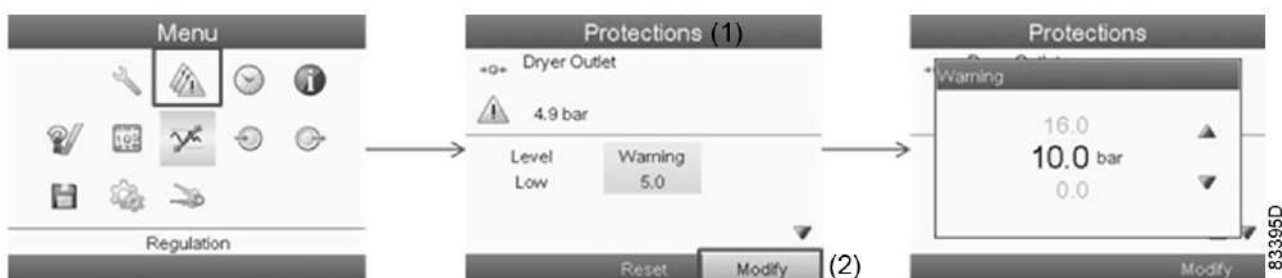 Menu
Regulation
Protections (1)
Dryer Outlet
4.9 bar
Level Warning
Low 5.0
Reset Modify (2)
Protections
Warning
16.0
10.0 bar
0.0
Modify
83395D